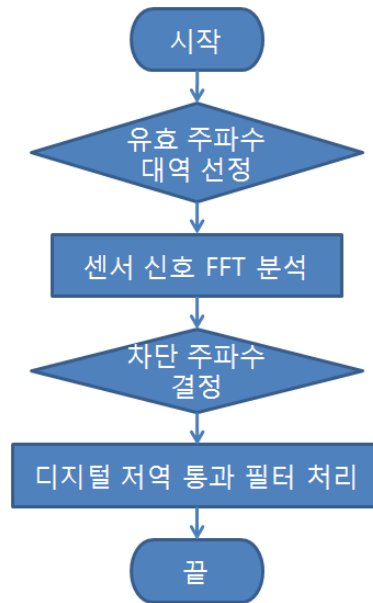 시작
유효 주파수
대역 선정
센서 신호 FFT 분석
차단 주파수
결정
디지털 저역 통과 필터 처리
끝